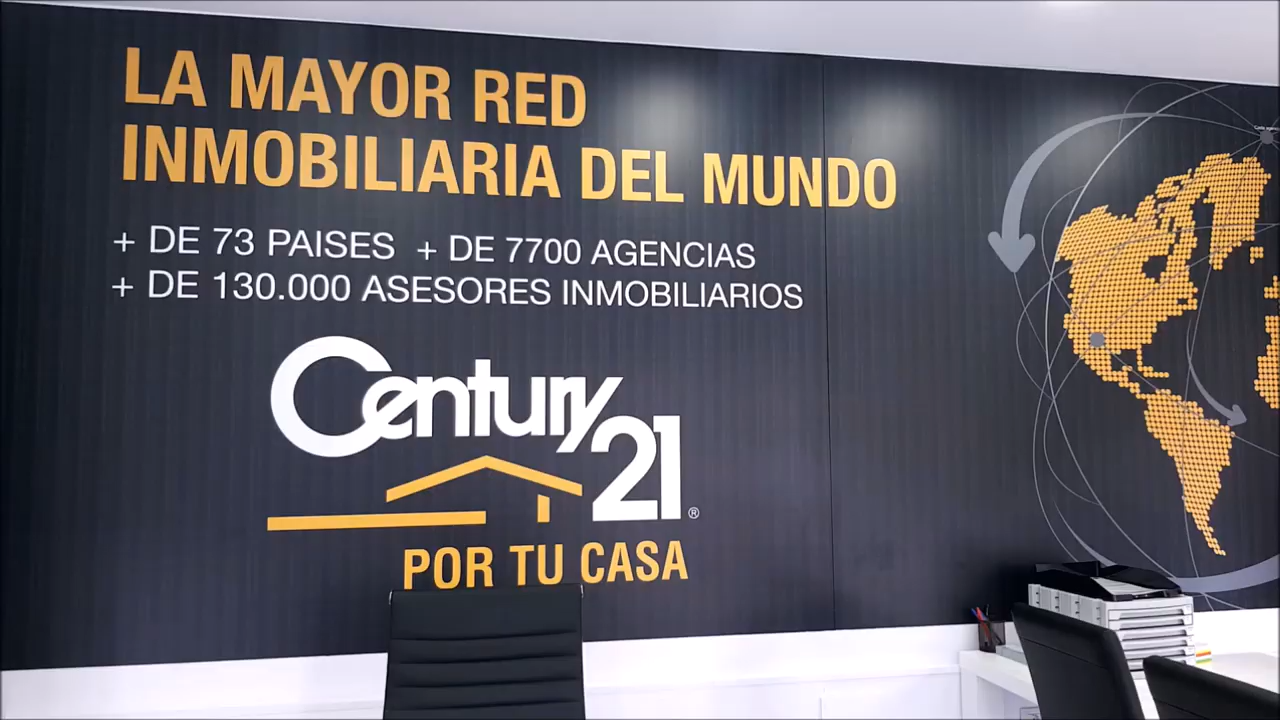 LA MAYOR RED
INMOBILIARIA DEL MUNDO
+ DE 73 PAISES + DE 7700 AGENCIAS
+ DE 130.000 ASESORES INMOBILIARIOS
Century
21®
POR TU CASA